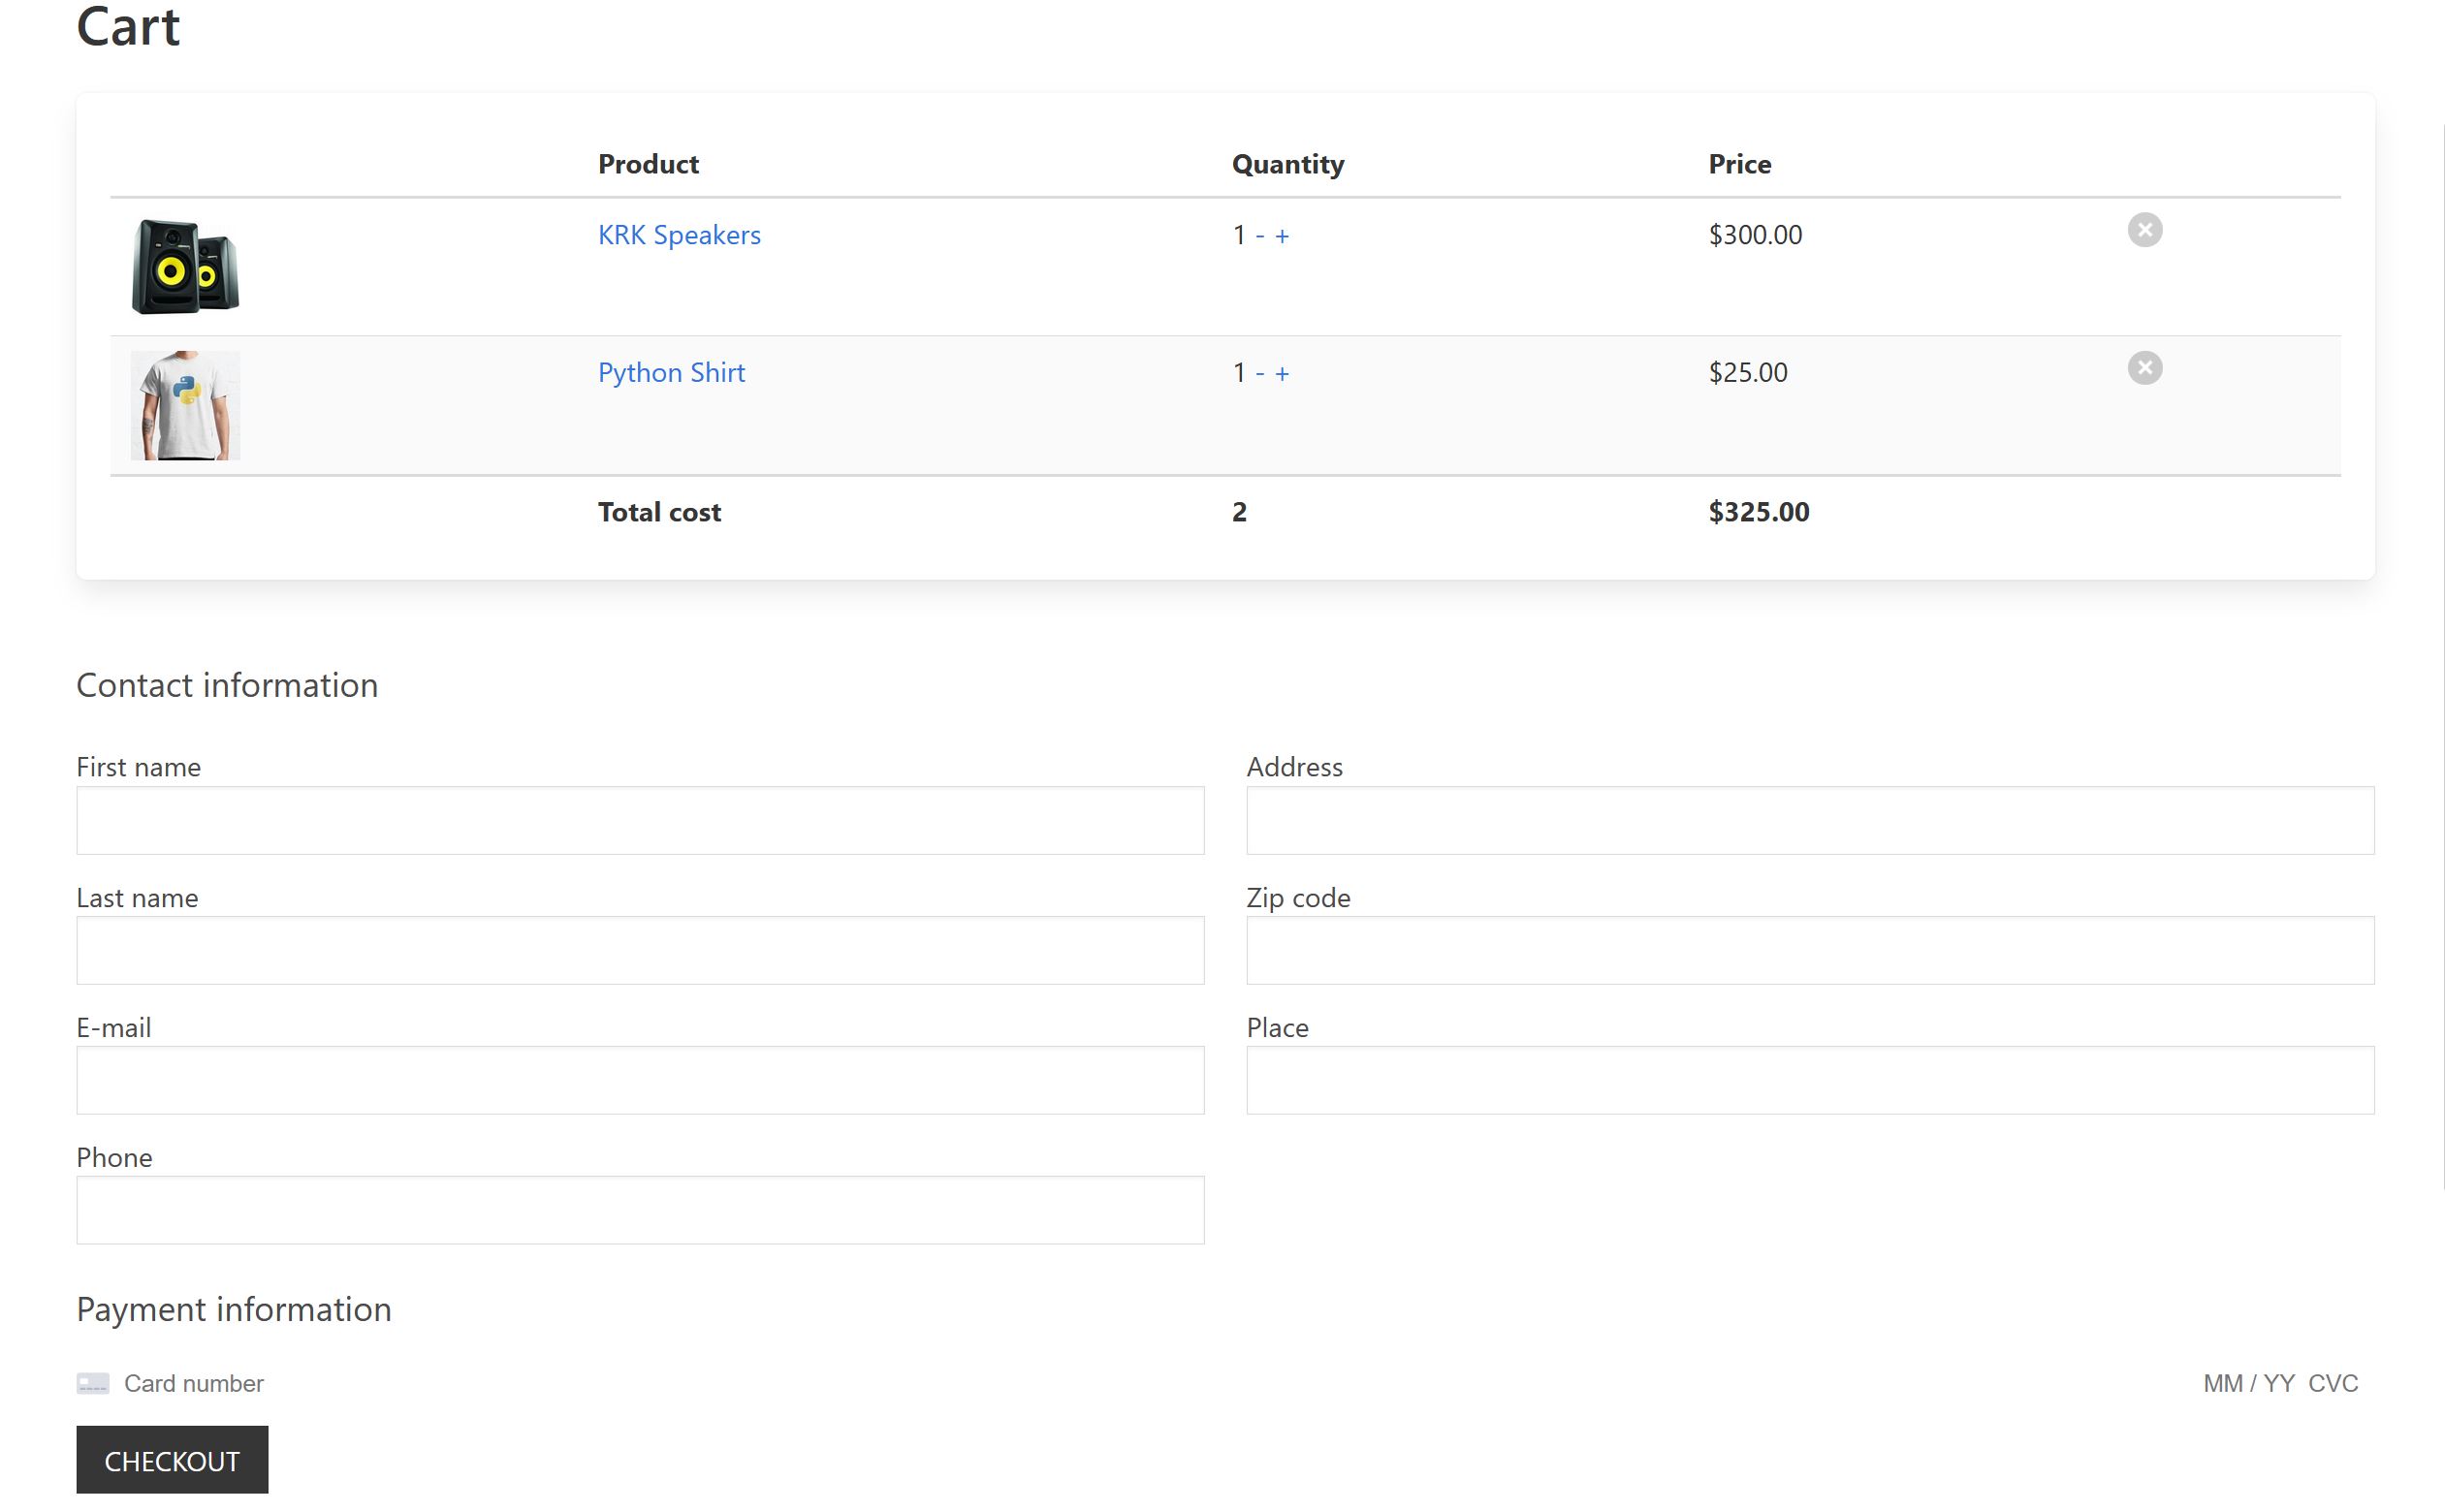 Cart
Product Quantity Price
KRK Speakers 1 - + $300.00
Python Shirt 1 - + $25.00
Total cost 2 $325.00
Contact information
First name Address
Last name Zip code
E-mail Place
Phone
Payment information
Card number MM / YY CVC
CHECKOUT